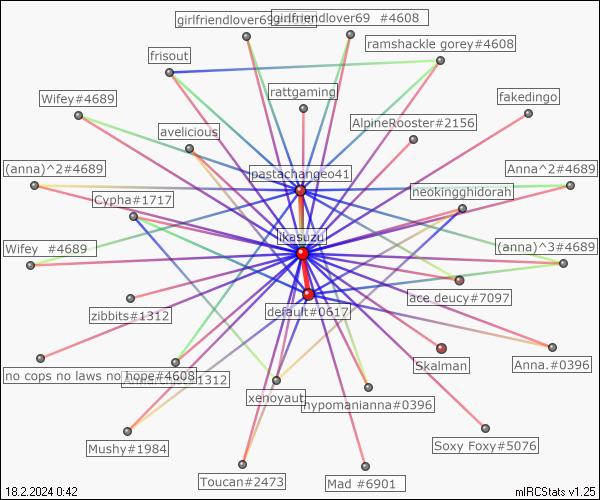 girlfriendlover69
girlfriendlover69 #4608
frisout
ramshackle gorey#4608
rattgaming
Wifey#4689
fakedingo
AlpineRooster#2156
avelicious
(anna)^2#4689
pastachangeo41
Anna^2#4689
Cypha#1717
neokingghidorah
ikasuzu
Wifey #4689
(anna)^3#4689
lace deucy#7097
zibbits#1312
default#0617
Skalman
Anna.#0396
no cops no laws no hope#4608
1312
xenoyaut
hypomanianna#0396
Mushy#1984
Soxy Foxy#5076
Toucan#2473
Mad #6901
18.2.2024 0:42
mIRCStats v1.25